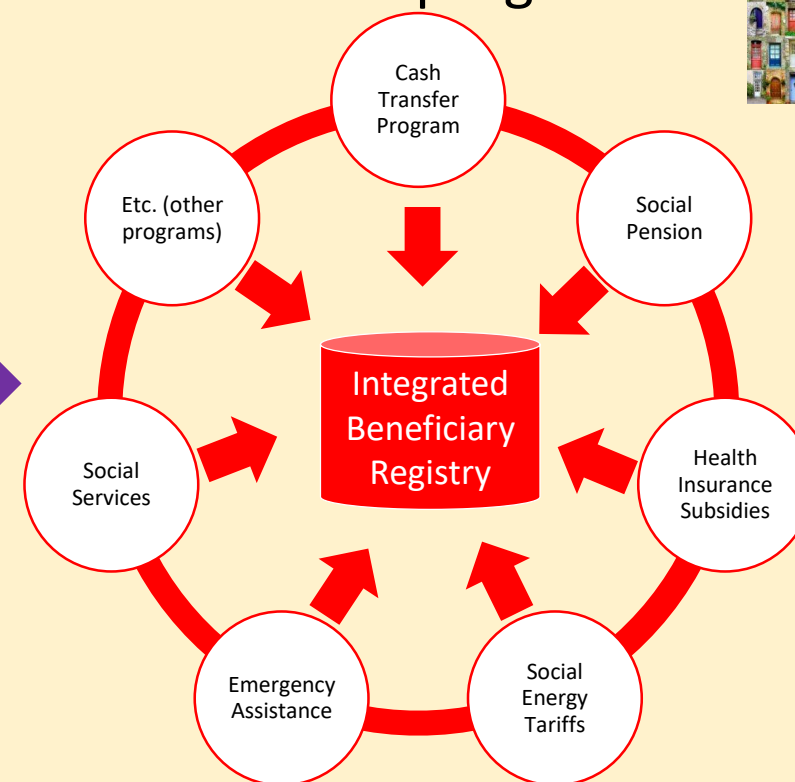 Cash
Transfer
Program
Etc. (other
programs)
Social
Pension
Integrated
Beneficiary
Registry
Social
Services
Health
Insurance
Subsidies
Emergency
Assistance
Social
Energy
Tariffs